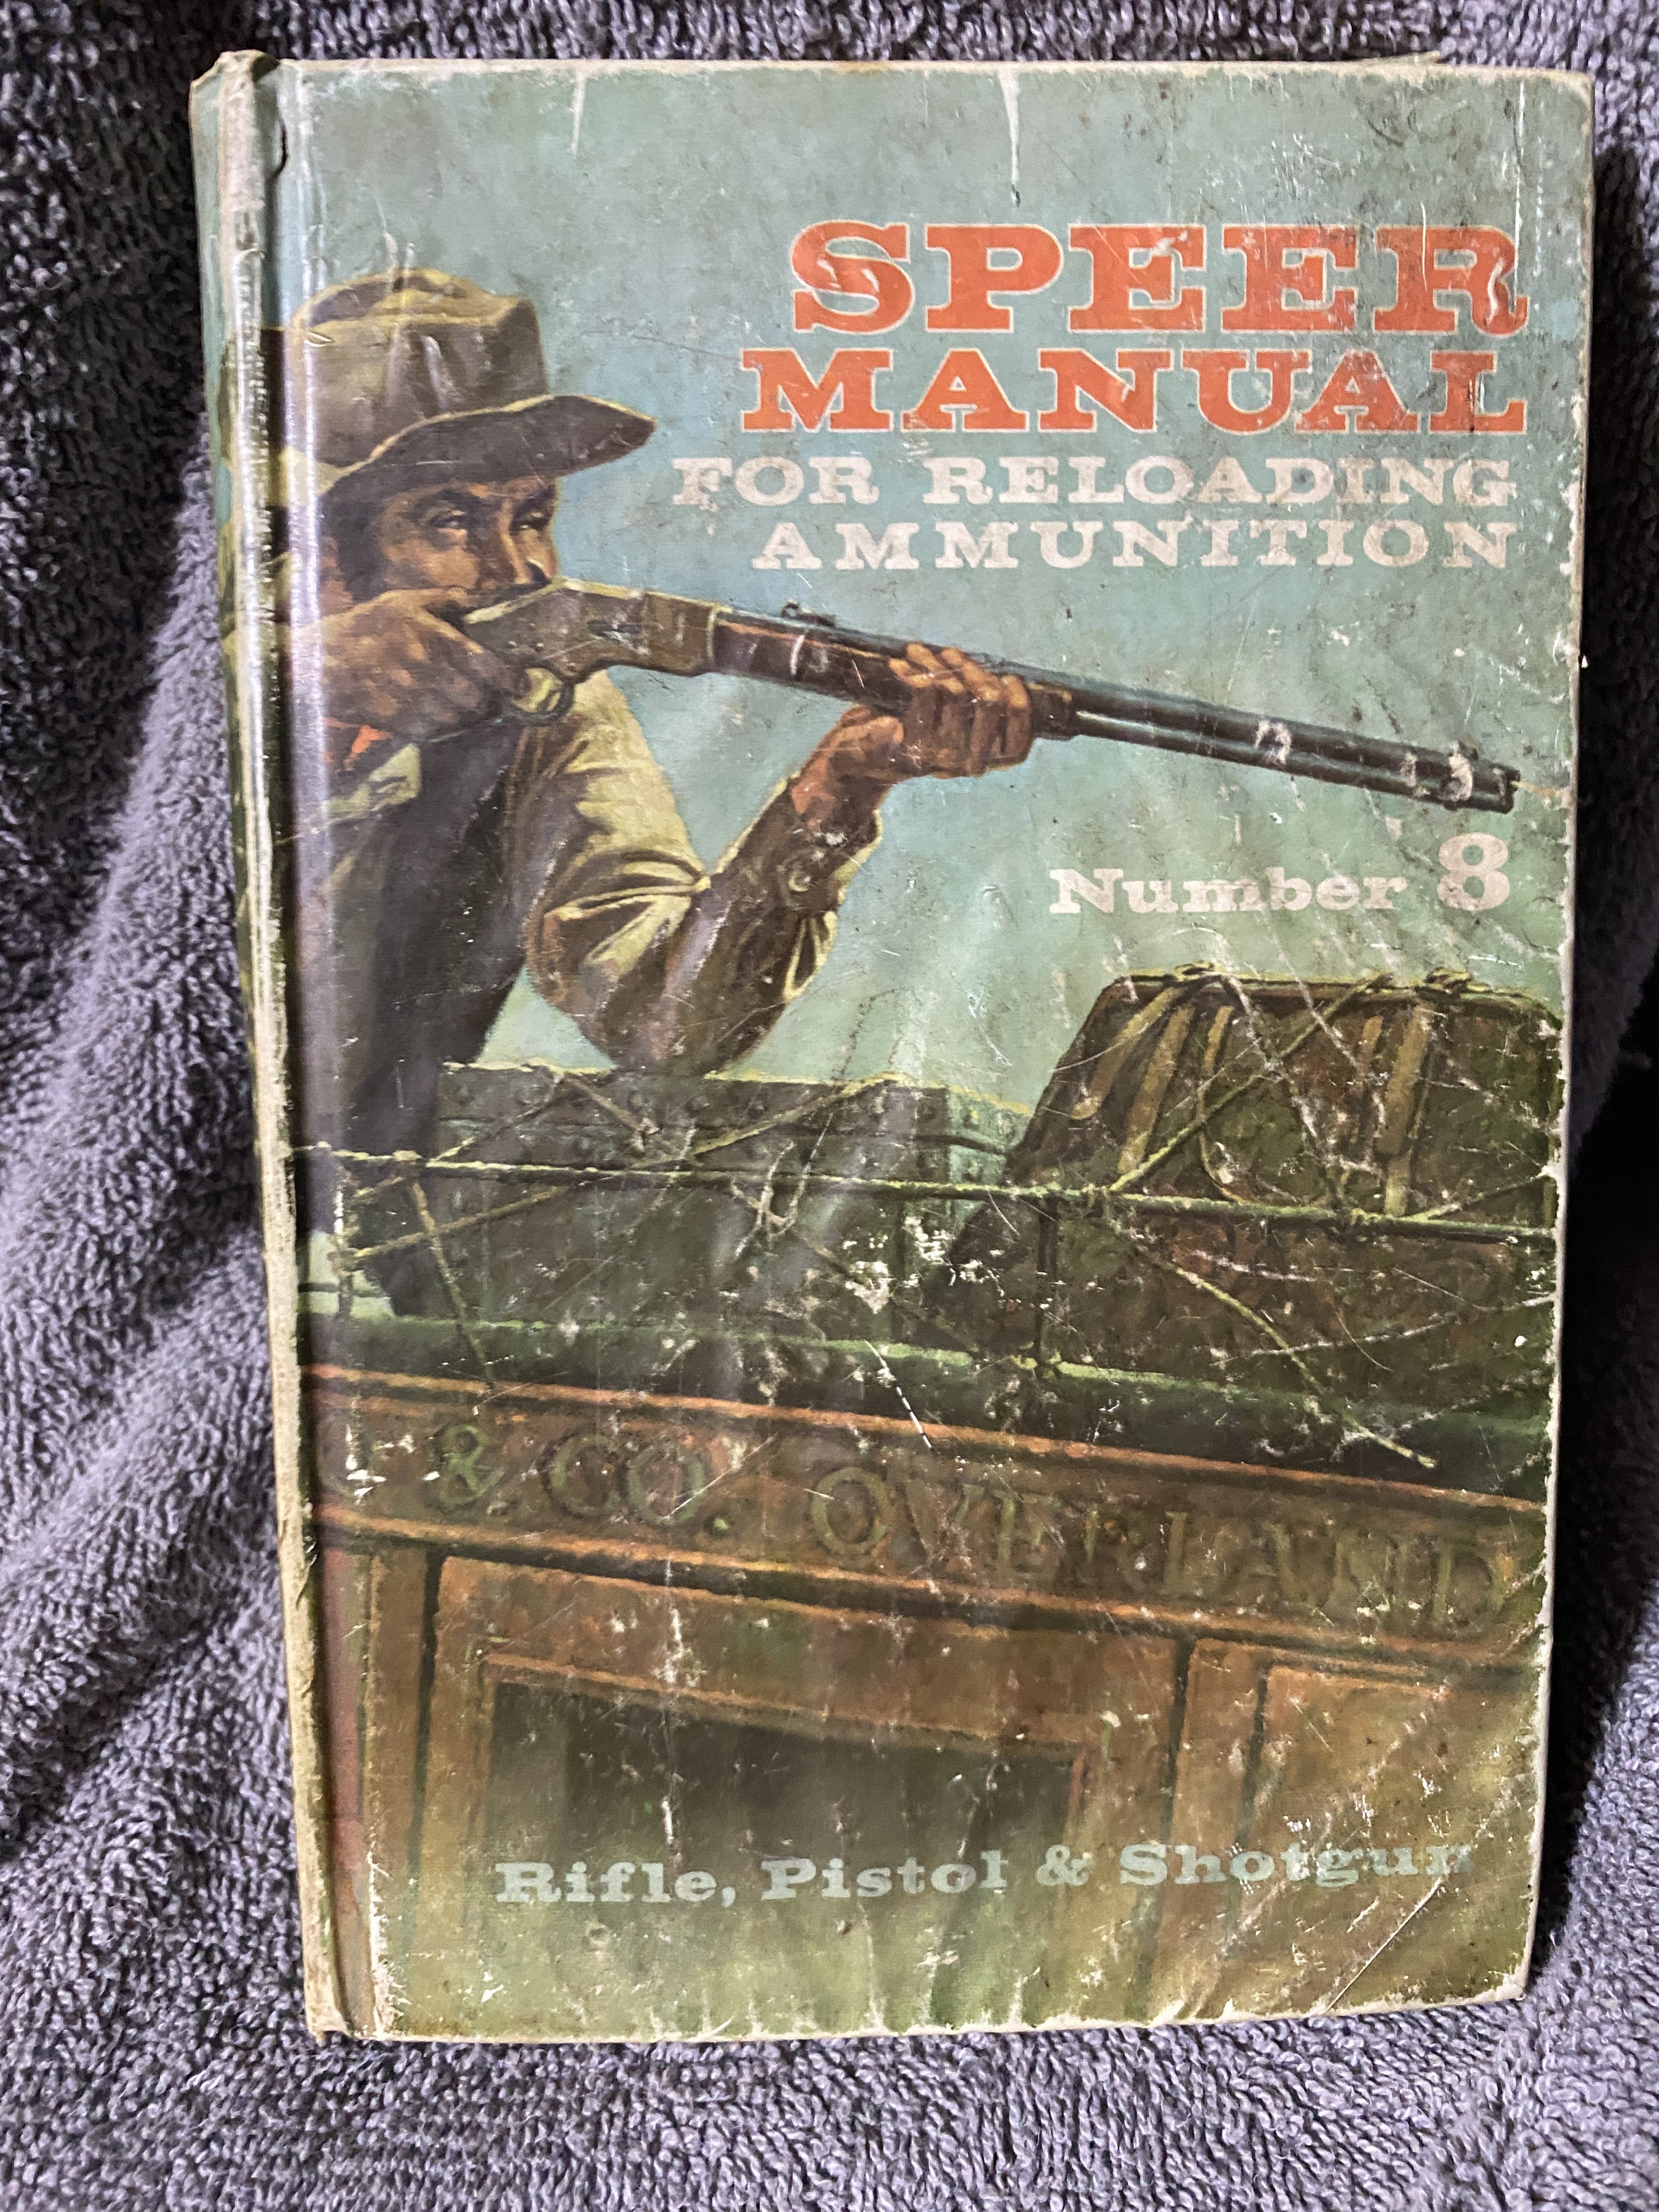 SPEER
MANUAL
FOR RELOADING
AMMUNITION
Number 8
& CO. OVERLAND
Rifle, Pistol & Shotgun